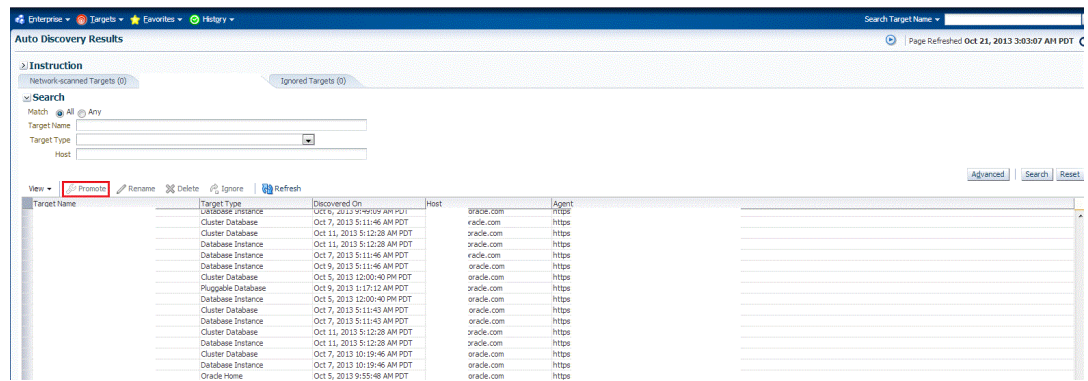 Enterprise Targets Favorites History Search Target Name
Auto Discovery Results Page Refreshed Oct 21, 2013 3:03:07 AM PDT
Instruction
Network-scanned Targets (0) Ignored Targets (0)
Search
Match All Any
Target Name
Target Type
Host
Advanced Search Reset
View Promote Rename Delete Ignore Refresh
Target Name Target Type Discovered On Host Agent
Database Instance Oct 6, 2013 9:49:09 AM PDT oracle.com https
Cluster Database Oct 7, 2013 5:11:46 AM PDT oracle.com https
Cluster Database Oct 11, 2013 5:12:28 AM PDT oracle.com https
Database Instance Oct 11, 2013 5:12:28 AM PDT oracle.com https
Database Instance Oct 7, 2013 5:11:46 AM PDT racle.com https
Database Instance Oct 9, 2013 5:11:46 AM PDT oracle.com https
Cluster Database Oct 5, 2013 12:00:40 PM PDT oracle.com https
Pluggable Database Oct 9, 2013 1:17:12 AM PDT oracle.com https
Database Instance Oct 5, 2013 12:00:40 PM PDT oracle.com https
Cluster Database Oct 7, 2013 5:11:43 AM PDT oracle.com https
Database Instance Oct 7, 2013 5:11:43 AM PDT oracle.com https
Cluster Database Oct 11, 2013 5:12:28 AM PDT oracle.com https
Database Instance Oct 11, 2013 5:12:28 AM PDT oracle.com https
Cluster Database Oct 7, 2013 10:19:46 AM PDT oracle.com https
Database Instance Oct 7, 2013 10:19:46 AM PDT oracle.com https
Oracle Home Oct 5, 2013 9:55:48 AM PDT oracle.com https